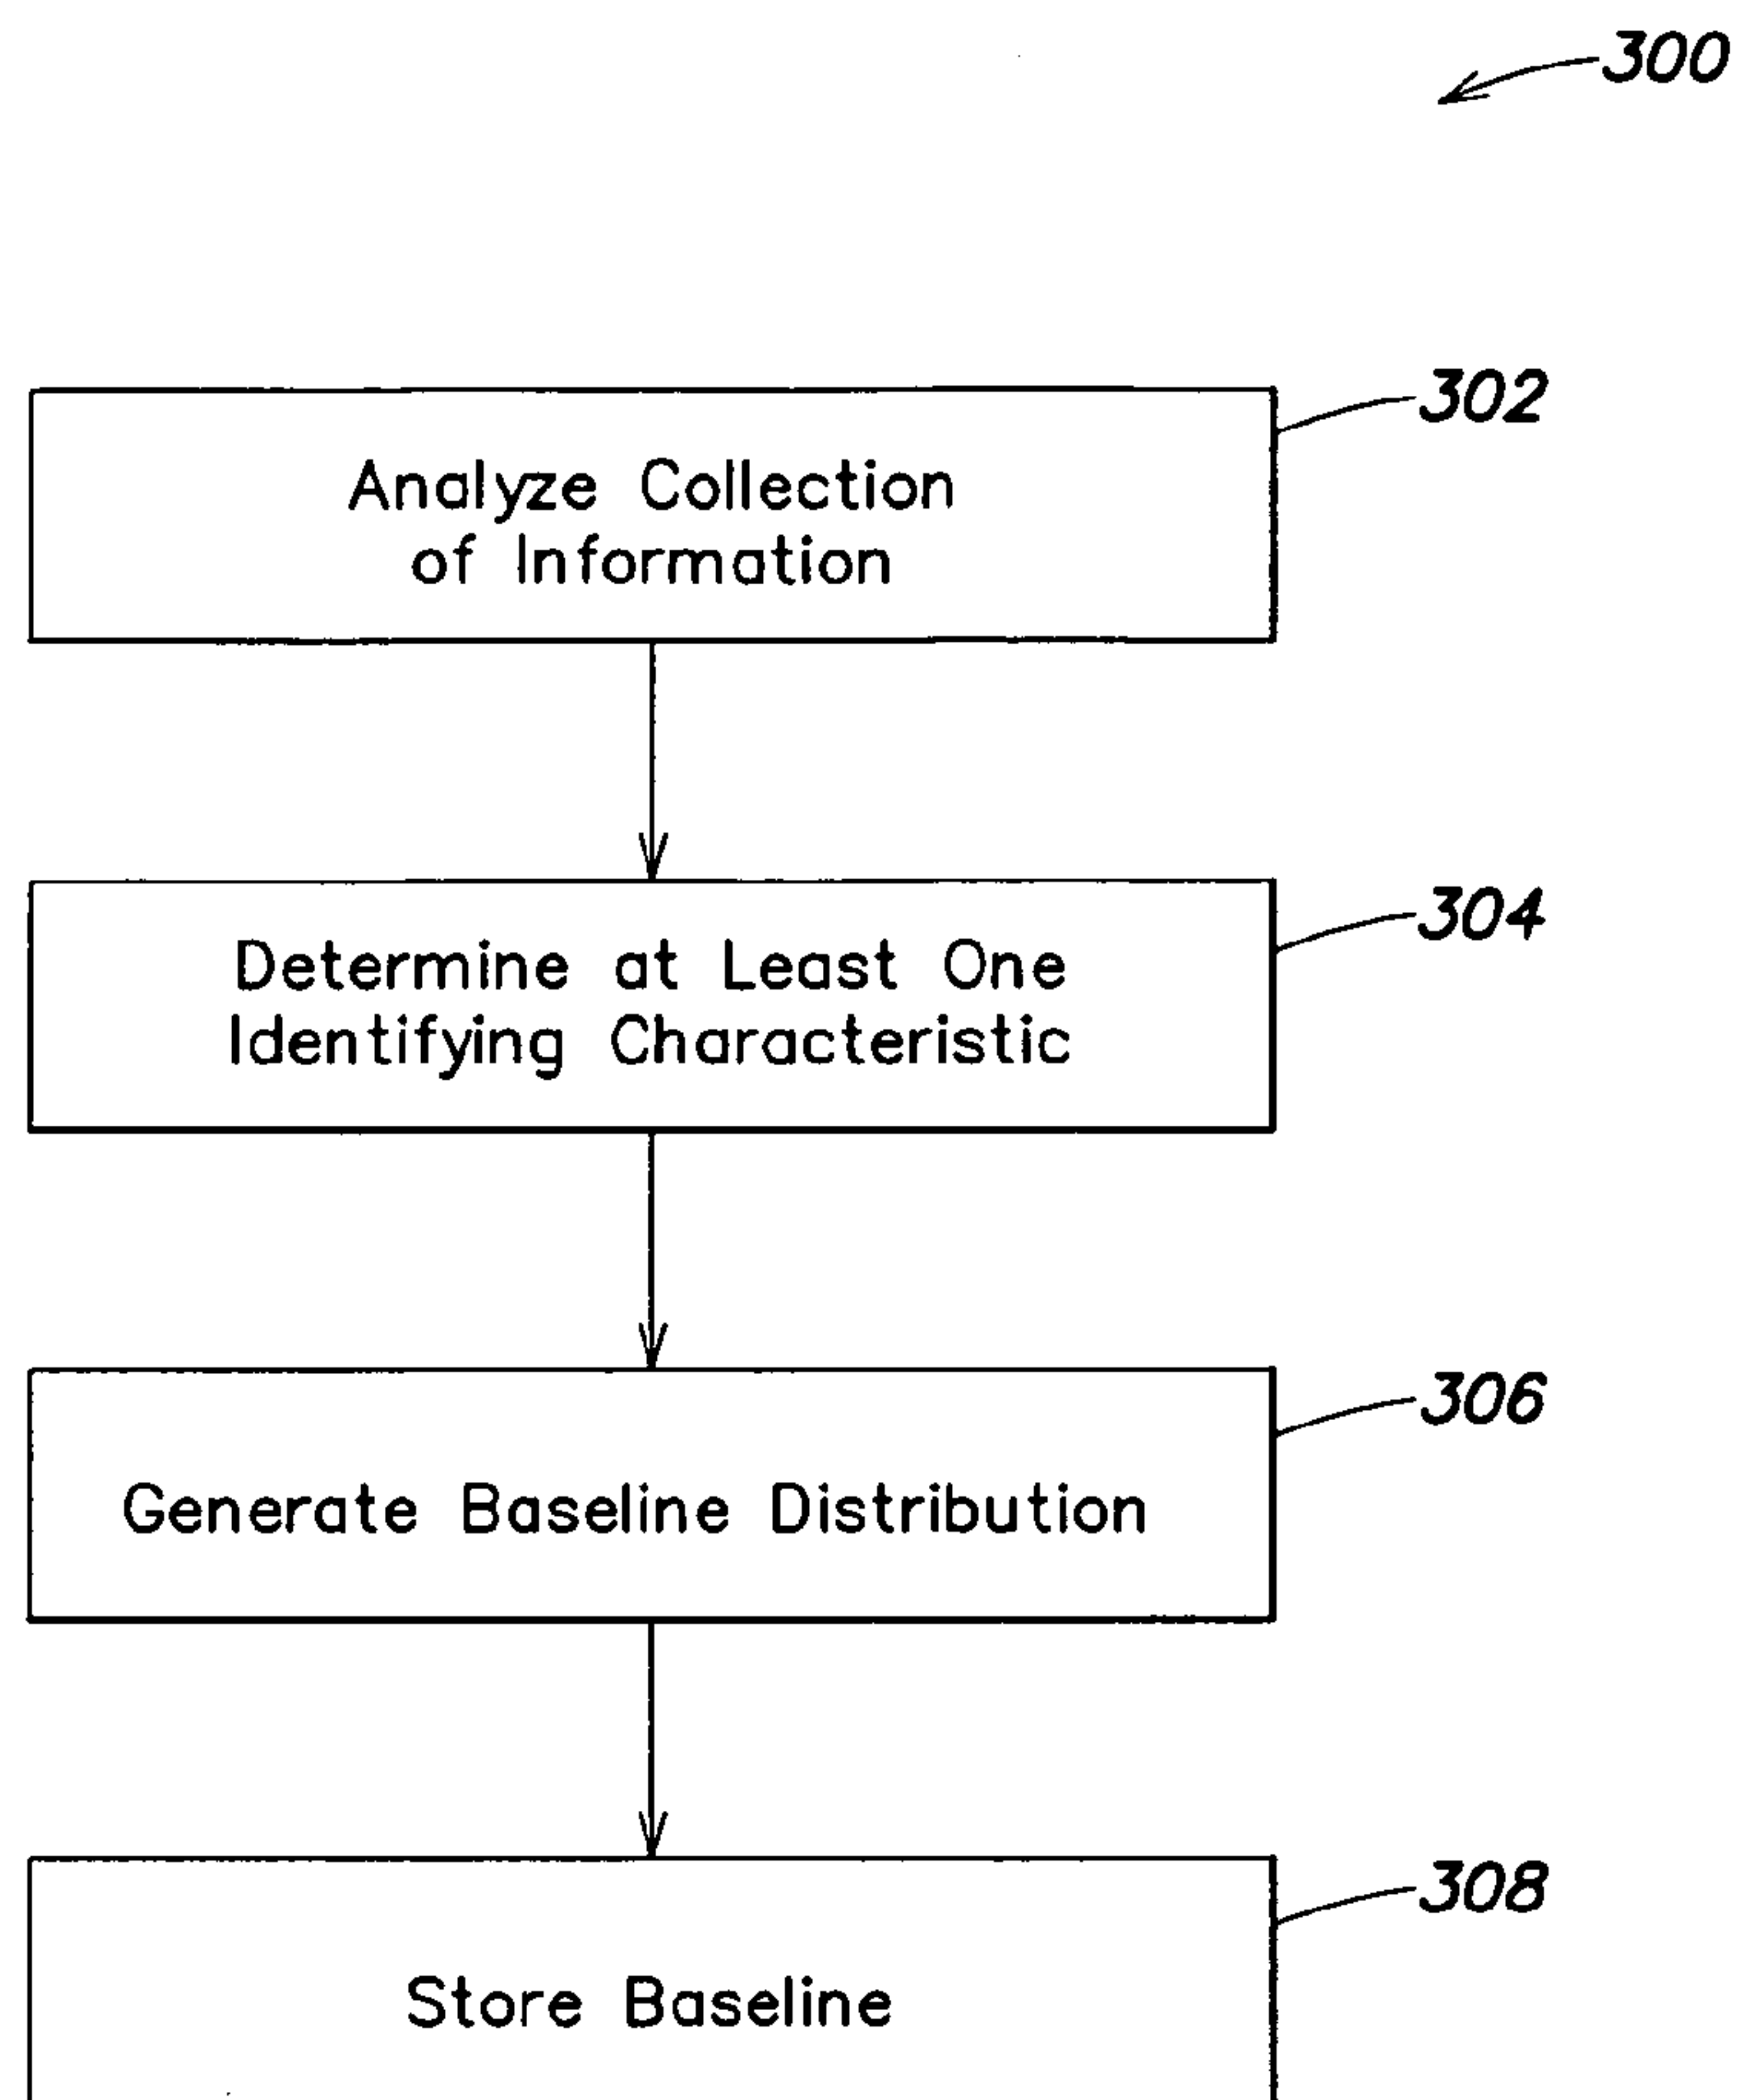 300
302
Analyze Collection
of Information
304
Determine at Least One
Identifying Characteristic
306
Generate Baseline Distribution
308
Store Baseline